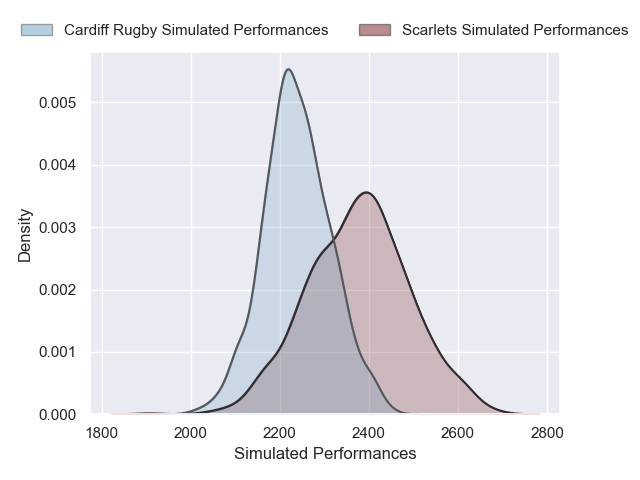 Cardiff Rugby Simulated Performances Scarlets Simulated Performances
0.005
0.004
0.003
0.002
0.001
0.000
Density
1800 2000 2200 2400 2600 2800
Simulated Performances